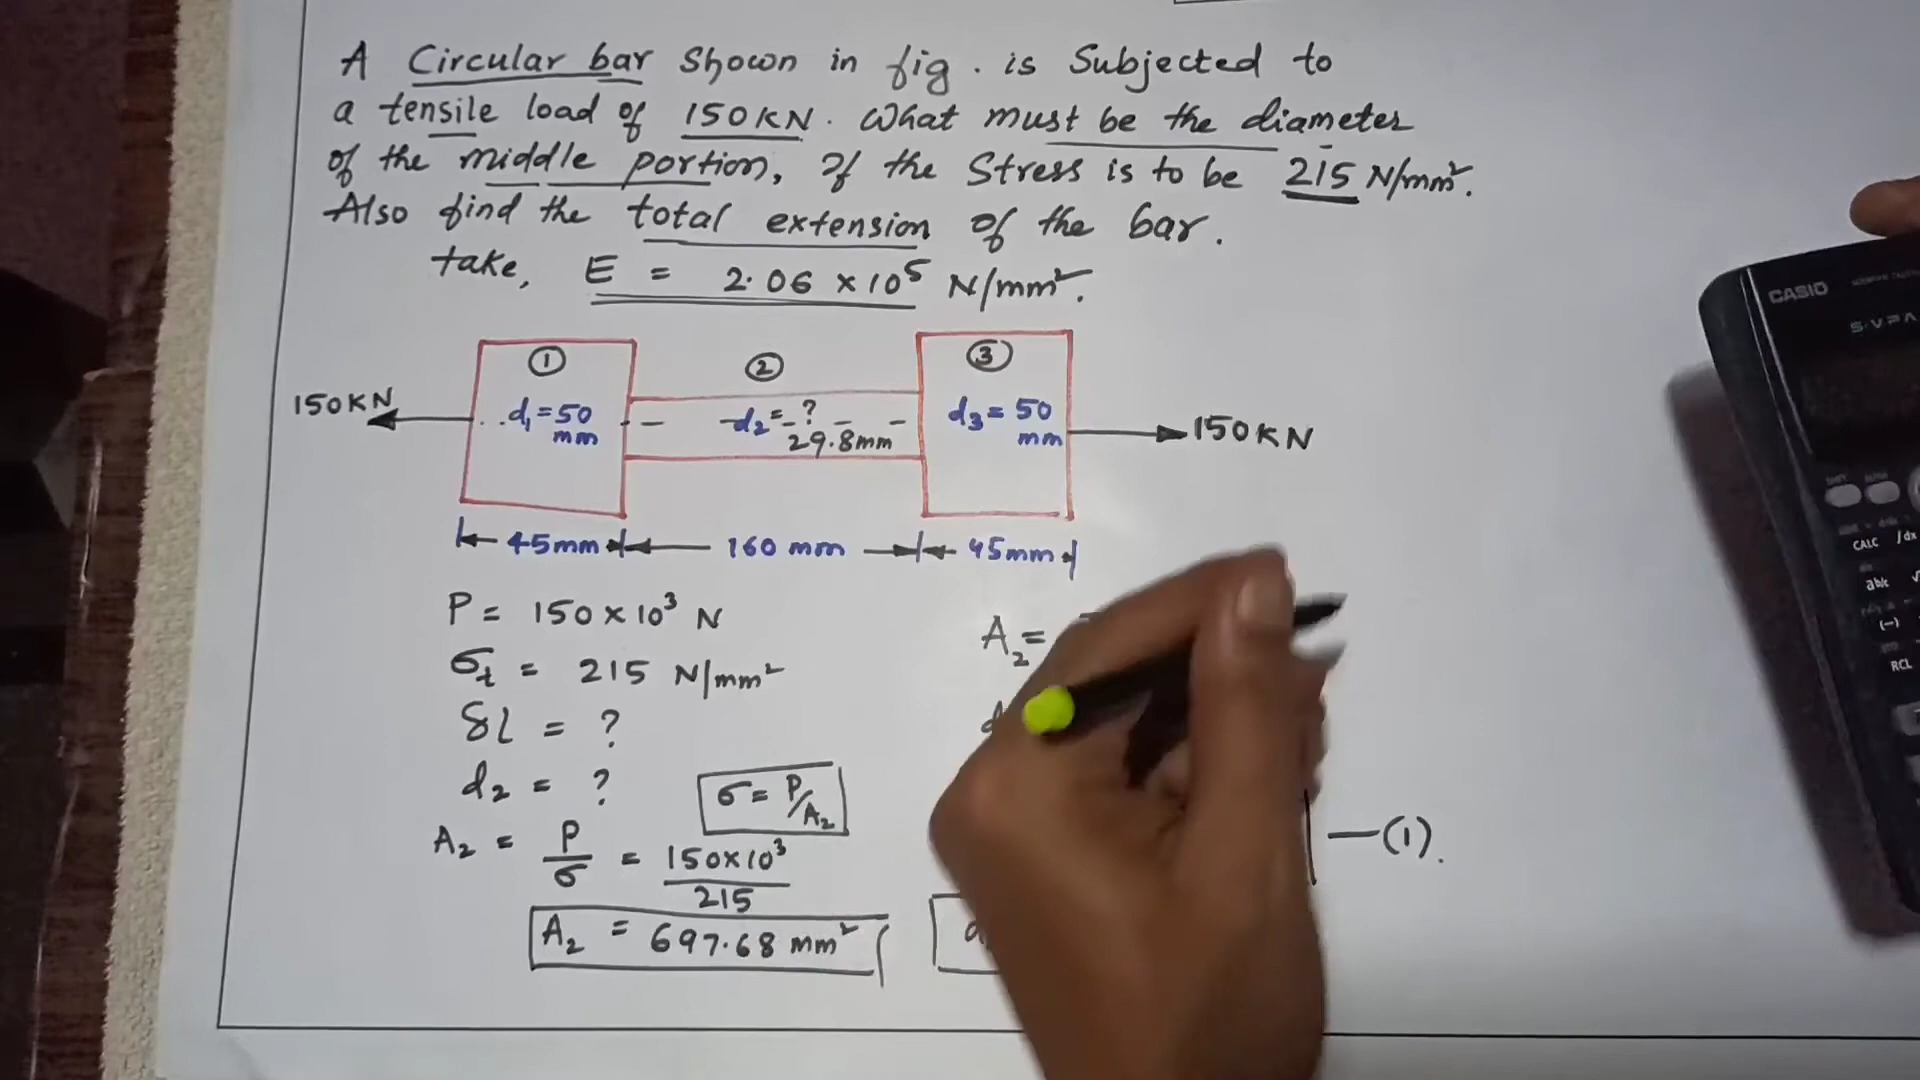 A Circular bar Shown in fig. is Subjected to
a tensile load of 150KN. What must be the diameter
of the middle portion, If the Stress is to be 215 N/mm².
Also find the total extension of the bar.
take, E = 2.06 ×10⁵ N/mm².
① ② ③
150KN d₁=50 mm d₂=? 29.8mm d₃=50 mm 150KN
45mm 160 mm 45mm
P = 150×10³ N
σt = 215 N/mm²
δl = ?
d₂ = ?
σ = P/A₂
A₂ = P/σ = 150×10³/215
A₂ = 697.68 mm²
A₂=
—(1).
CASIO
S-VPA
CALC
RCL
(−)